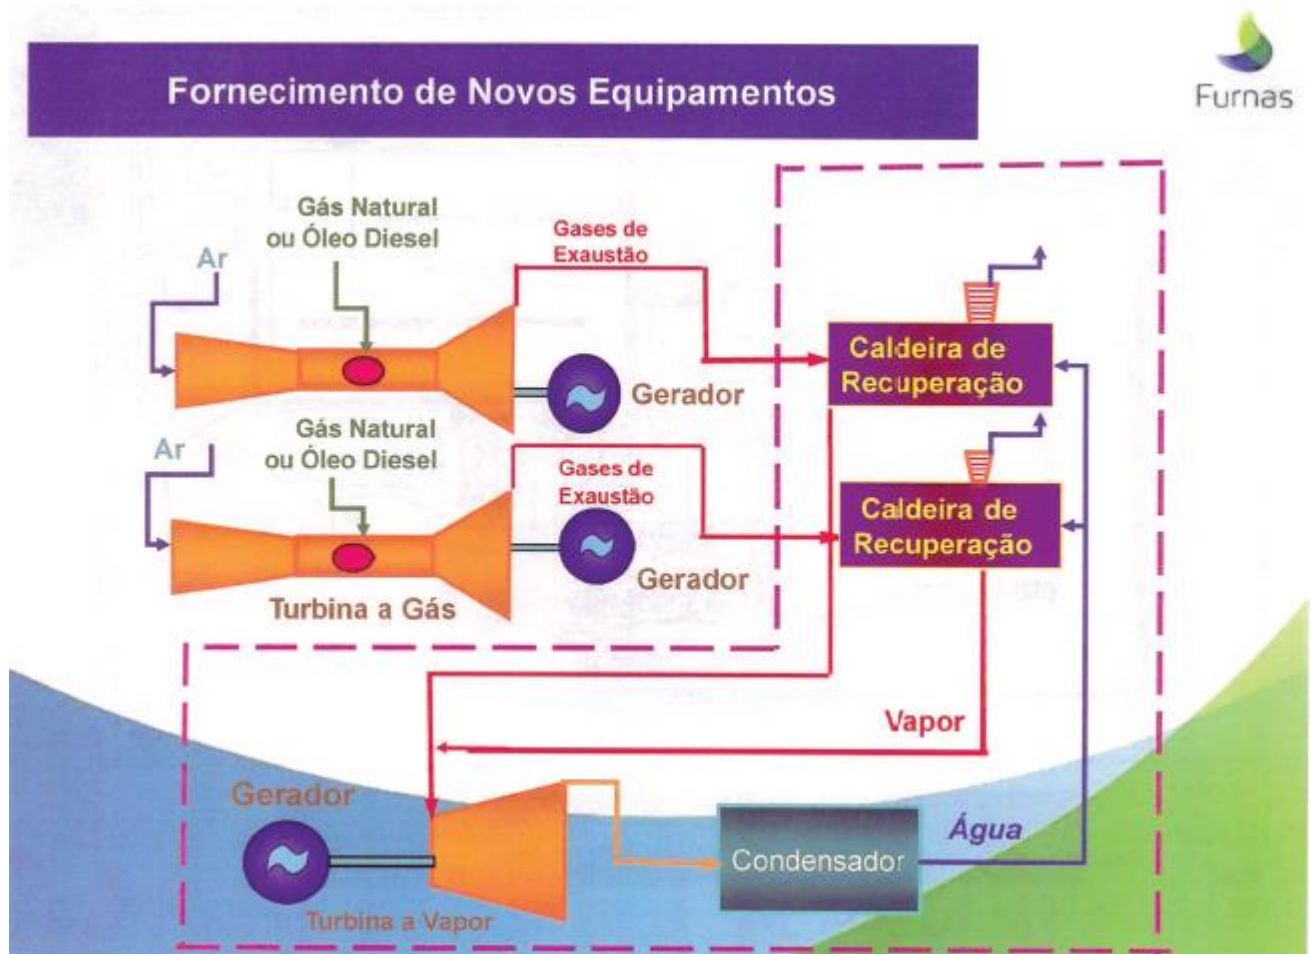 Fornecimento de Novos Equipamentos
Furnas
Gás Natural
ou Óleo Diesel
Ar
Gases de
Exaustão
Caldeira de
Recuperação
Gerador
Gás Natural
ou Óleo Diesel
Ar
Gases de
Exaustão
Caldeira de
Recuperação
Gerador
Turbina a Gás
Vapor
Gerador
Água
Condensador
Turbina a Vapor